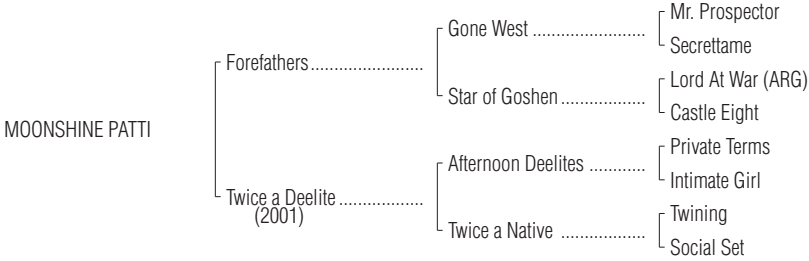 Mr. Prospector
Gone West ........................
Secrettame
Forefathers........................
Lord At War (ARG)
Star of Goshen..................
Castle Eight
MOONSHINE PATTI
Private Terms
Afternoon Deelites ............
Intimate Girl
Twice a Deelite ..................
(2001)
Twining
Twice a Native ..................
Social Set